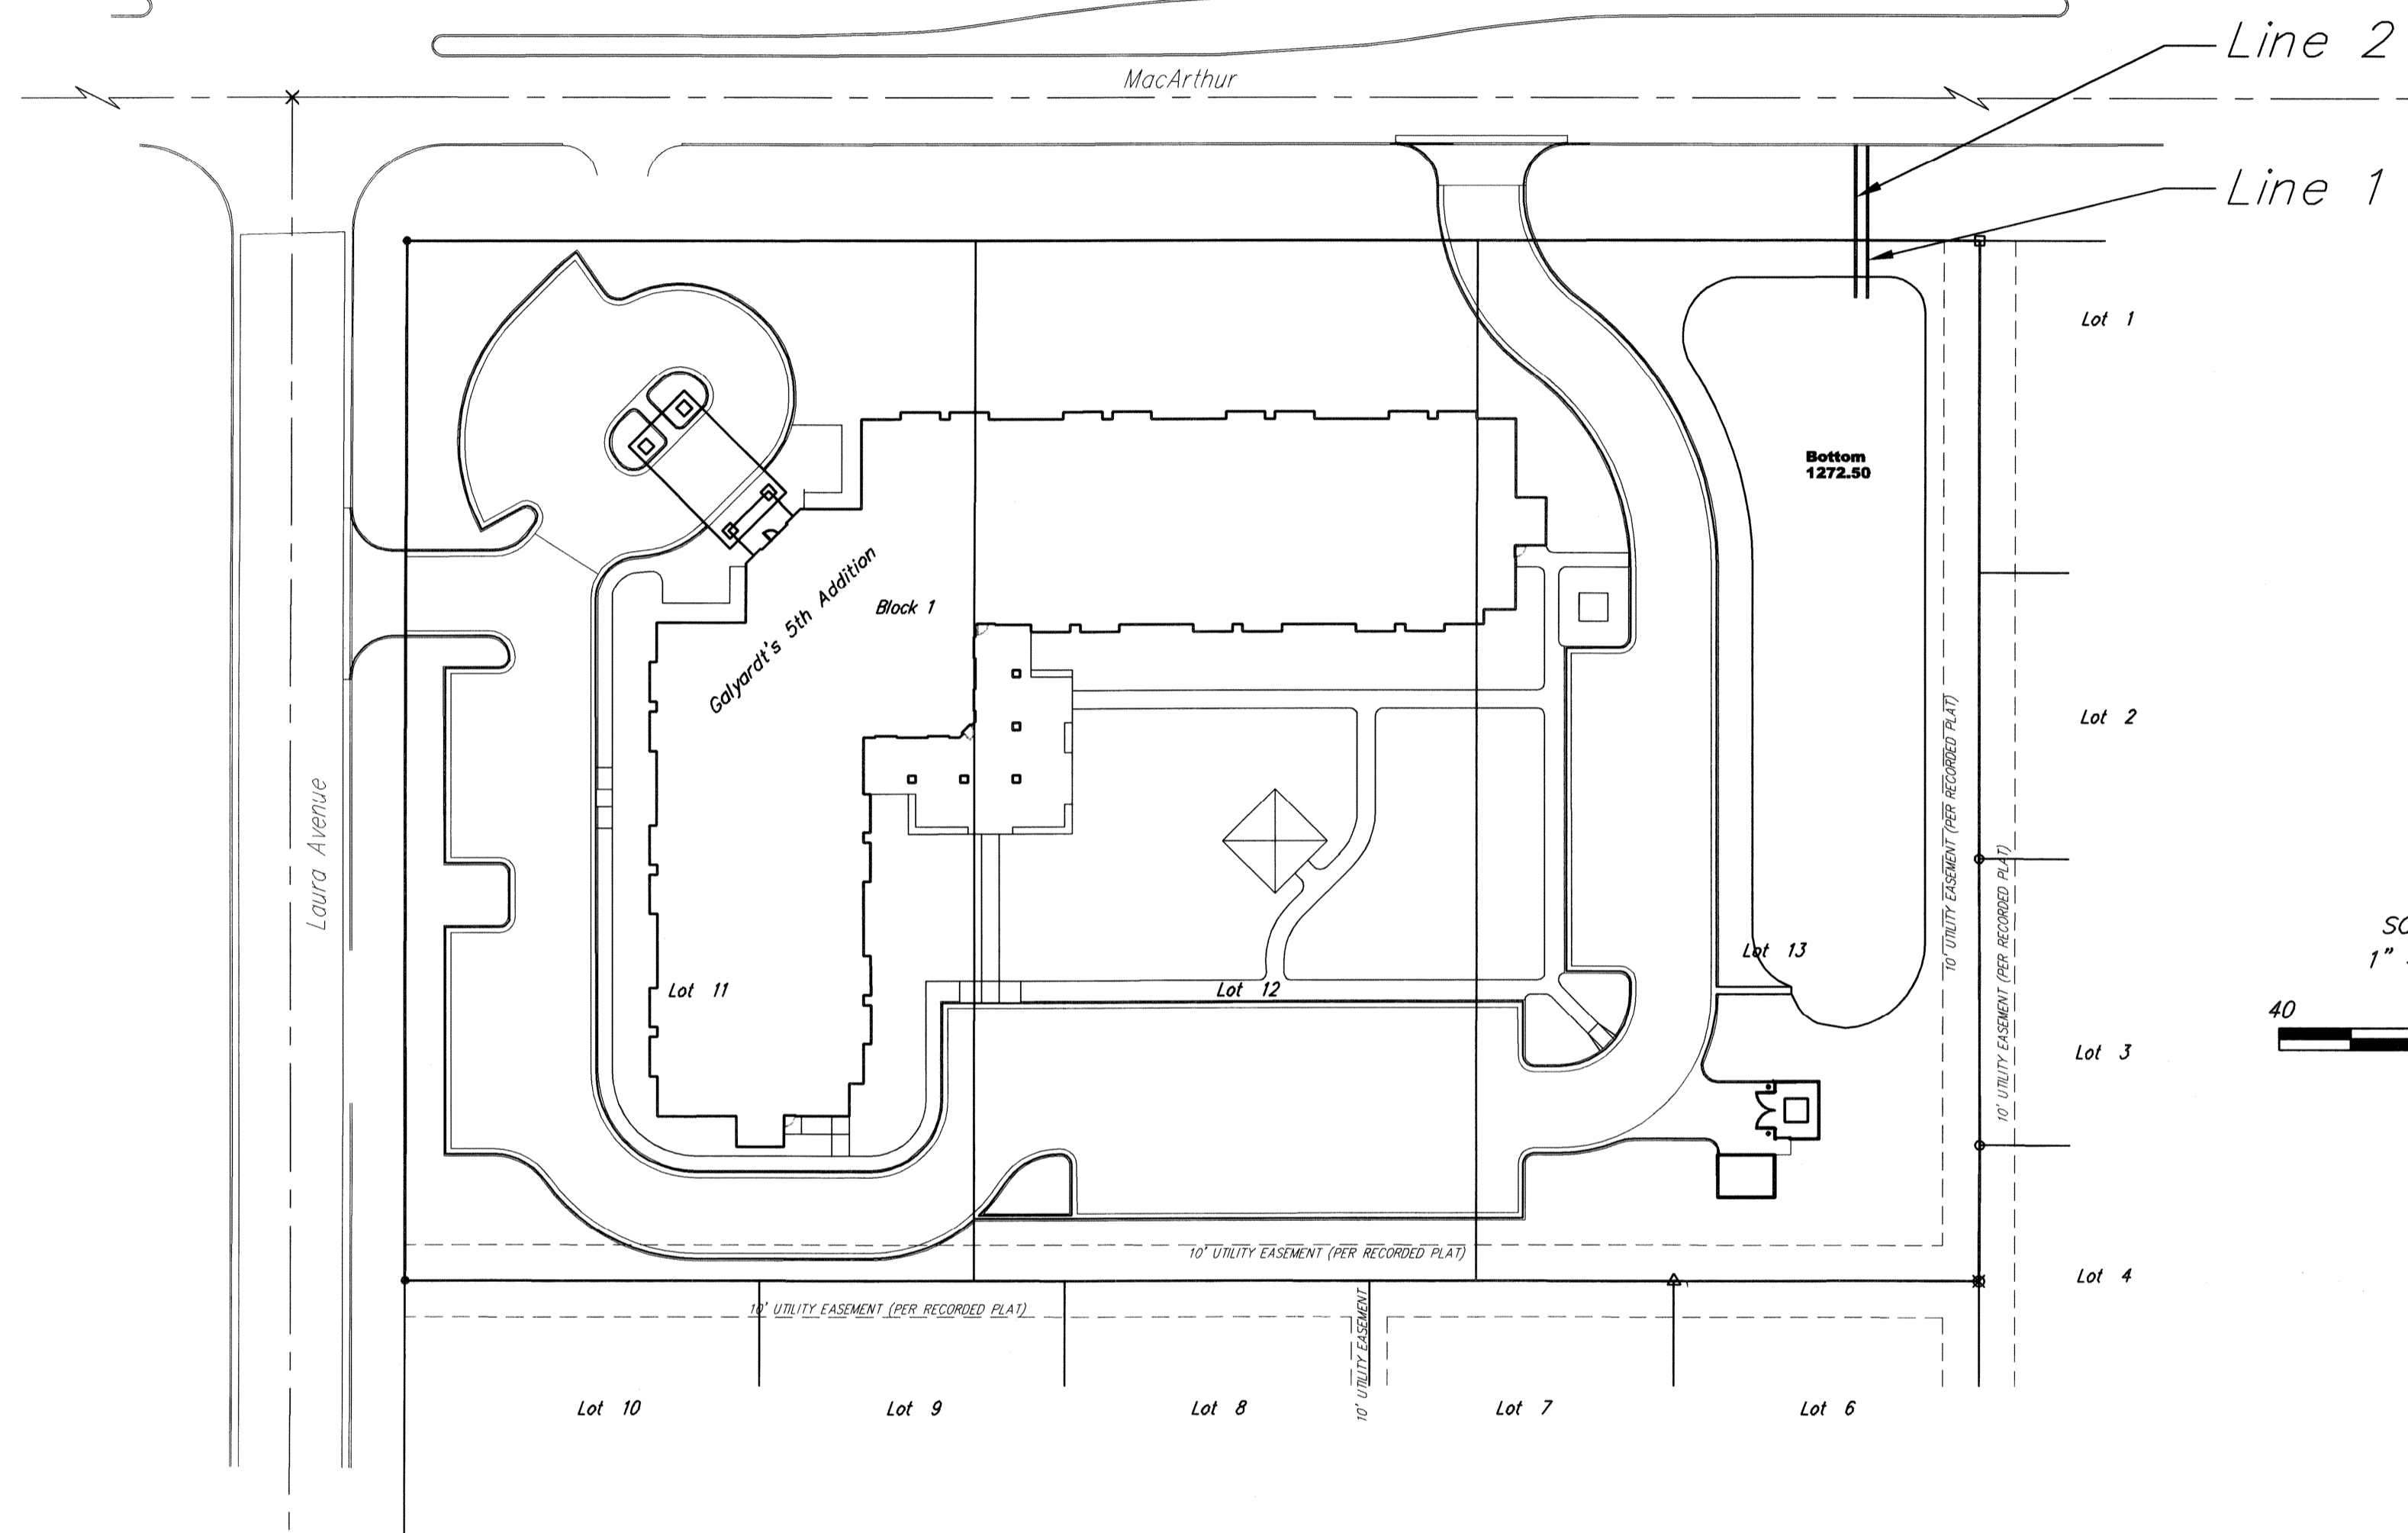 Line 2
MacArthur
Line 1
Lot 1
Bottom
1272.50
Galyardt's 5th Addition
Block 1
Lot 2
10' UTILITY EASEMENT (PER RECORDED PLAT)
Laura Avenue
10' UTILITY EASEMENT (PER RECORDED PLAT)
SC
1"
Lot 13
Lot 11
Lot 12
40
Lot 3
10' UTILITY EASEMENT (PER RECORDED PLAT)
Lot 4
10' UTILITY EASEMENT (PER RECORDED PLAT)
10' UTILITY EASEMENT
Lot 10
Lot 9
Lot 8
Lot 7
Lot 6